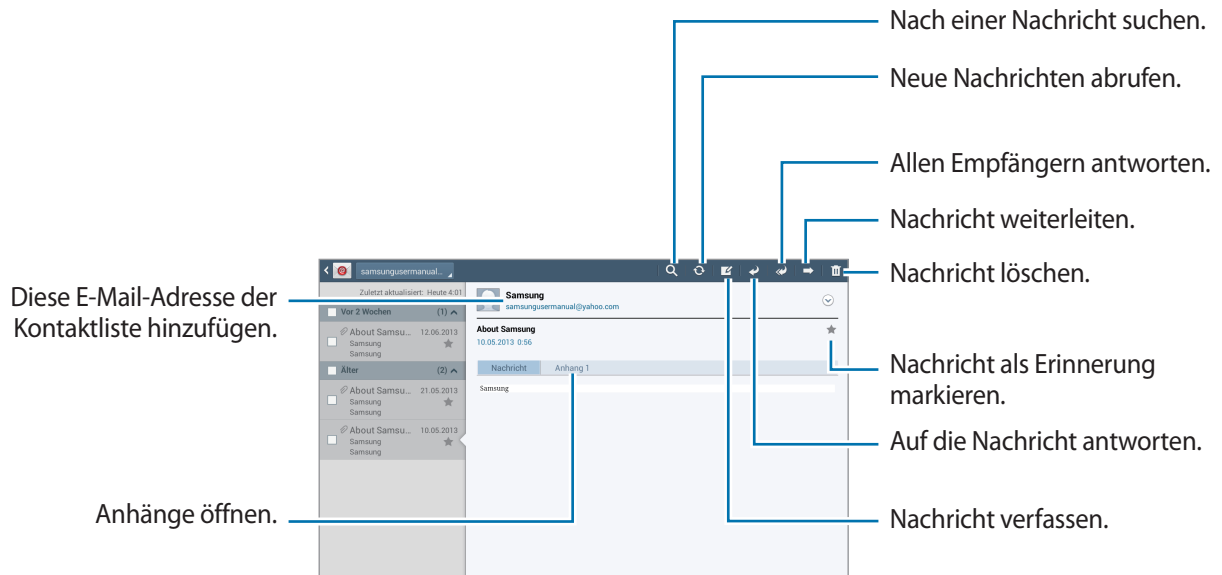 Nach einer Nachricht suchen.
Neue Nachrichten abrufen.
Allen Empfängern antworten.
Nachricht weiterleiten.
Nachricht löschen.
Diese E-Mail-Adresse der
Kontaktliste hinzufügen.
samsungusermanual...
Zuletzt aktualisiert: Heute 4:01
Vor 2 Wochen (1)
About Samsu... 12.06.2013
Samsung
Samsung
Älter (2)
About Samsu... 21.05.2013
Samsung
Samsung
About Samsu... 10.05.2013
Samsung
Samsung
Samsung
samsungusermanual@yahoo.com
About Samsung
10.05.2013 0:56
Nachricht Anhang 1
Samsung
Nachricht als Erinnerung
markieren.
Auf die Nachricht antworten.
Anhänge öffnen.
Nachricht verfassen.